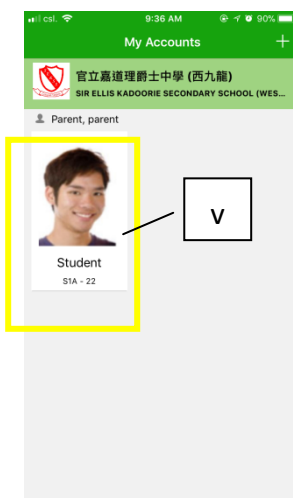 csl. 9:36 AM 90%
My Accounts +
官立嘉道理爵士中學 (西九龍)
SIR ELLIS KADOORIE SECONDARY SCHOOL (WES...
Parent, parent
V
Student
S1A - 22